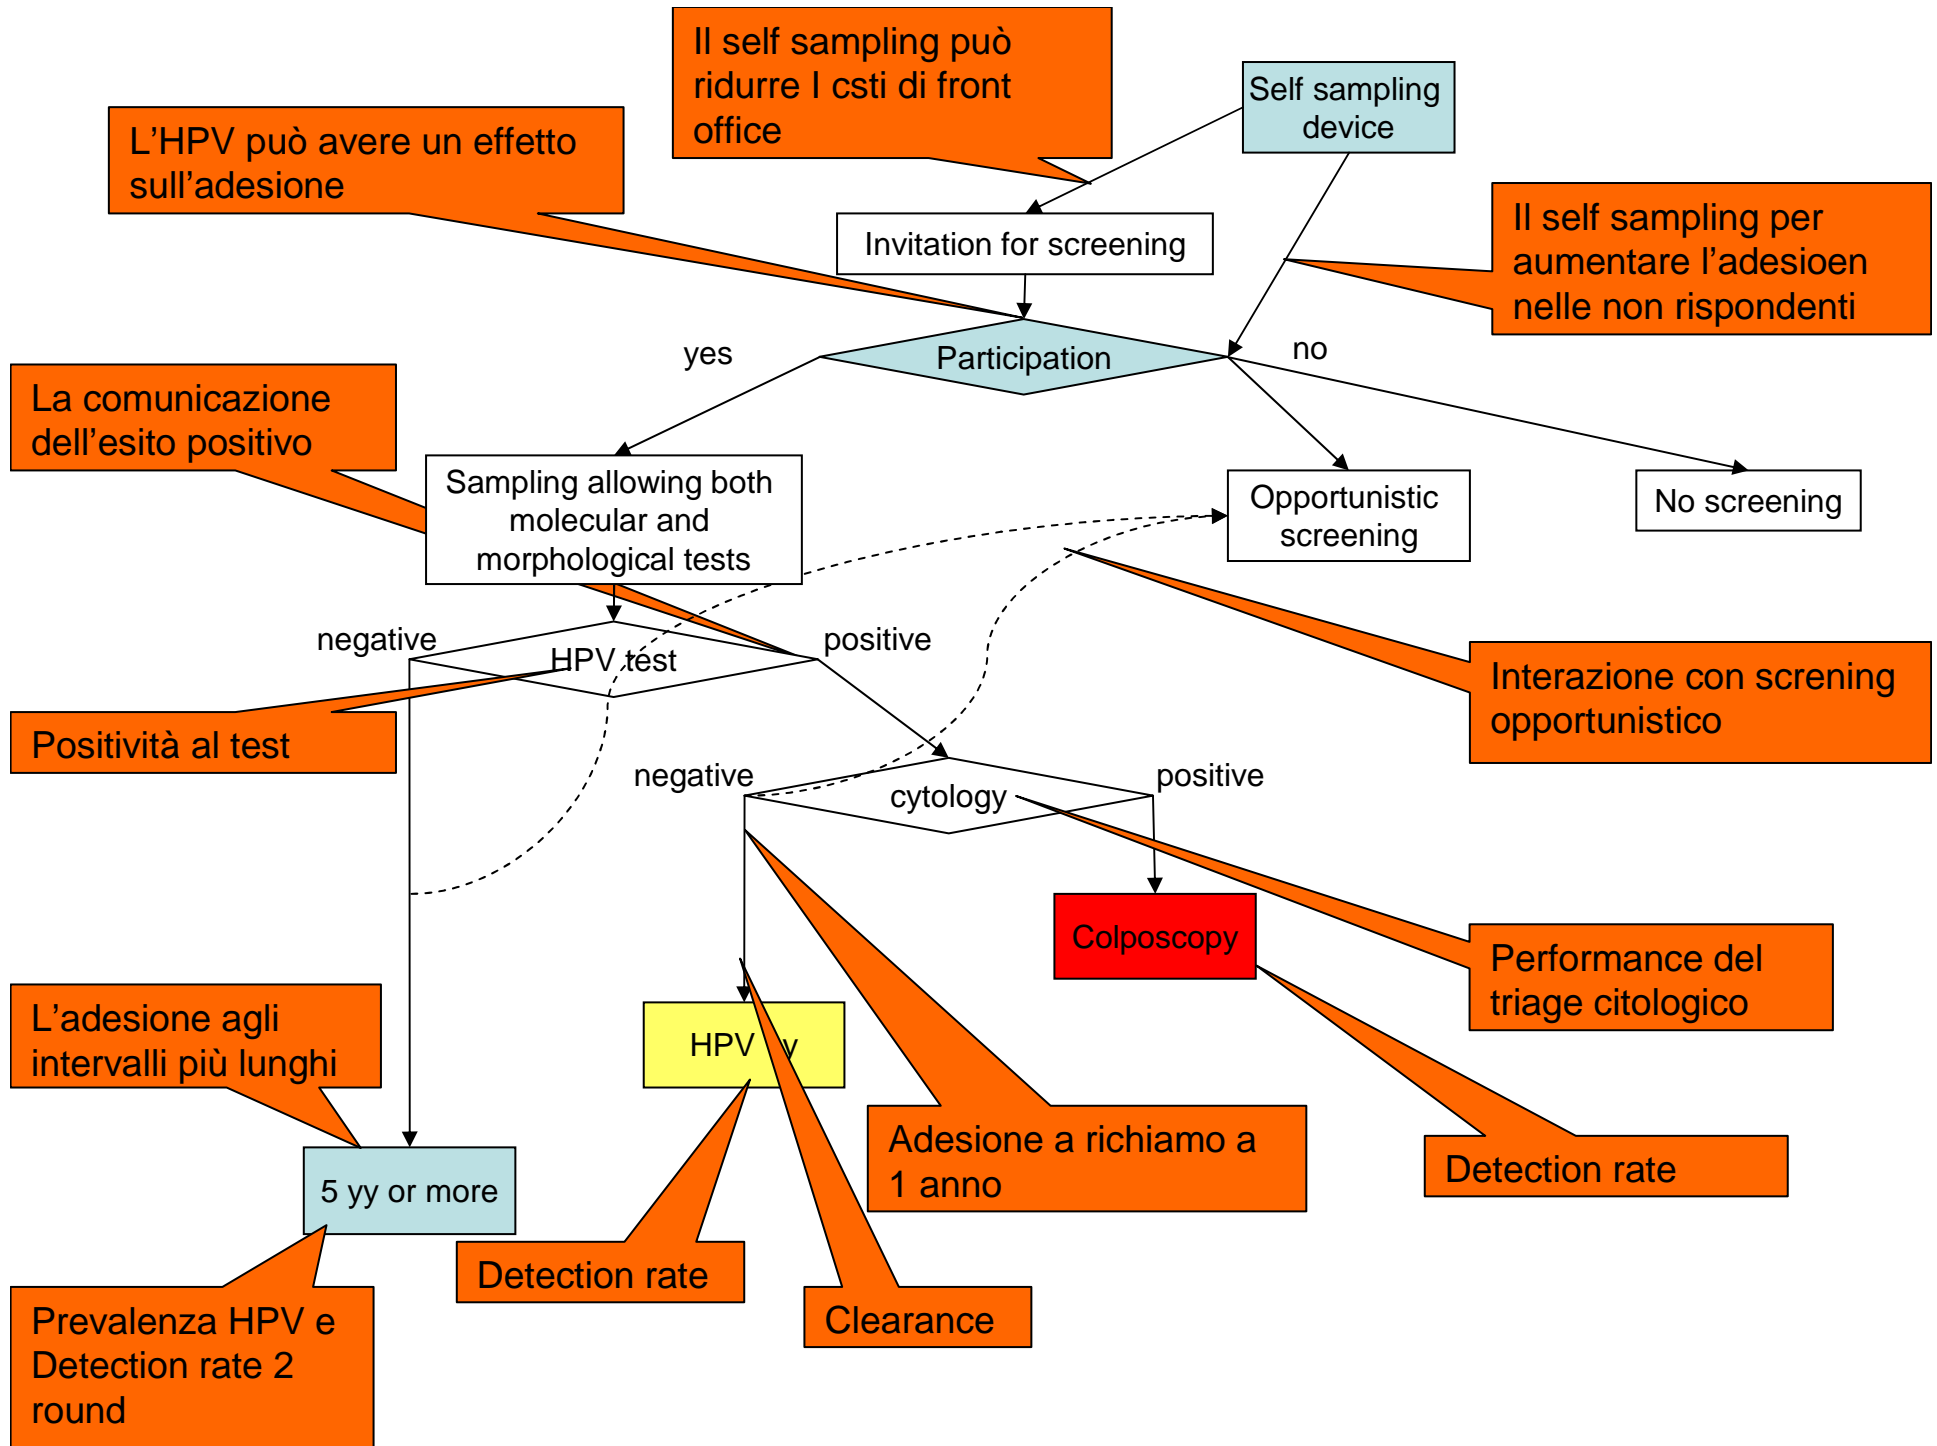 Il self sampling può
ridurre I csti di front
office
Self sampling
device
L'HPV può avere un effetto
sull'adesione
Invitation for screening
Il self sampling per
aumentare l'adesioen
nelle non rispondenti
yes
Participation
no
La comunicazione
dell'esito positivo
Sampling allowing both
molecular and
morphological tests
Opportunistic
screening
No screening
negative
HPV test
positive
Interazione con screning
opportunistico
Positività al test
negative
cytology
positive
Colposcopy
Performance del
triage citologico
L'adesione agli
intervalli più lunghi
HPV y
Adesione a richiamo a
1 anno
Detection rate
5 yy or more
Detection rate
Clearance
Prevalenza HPV e
Detection rate 2
round